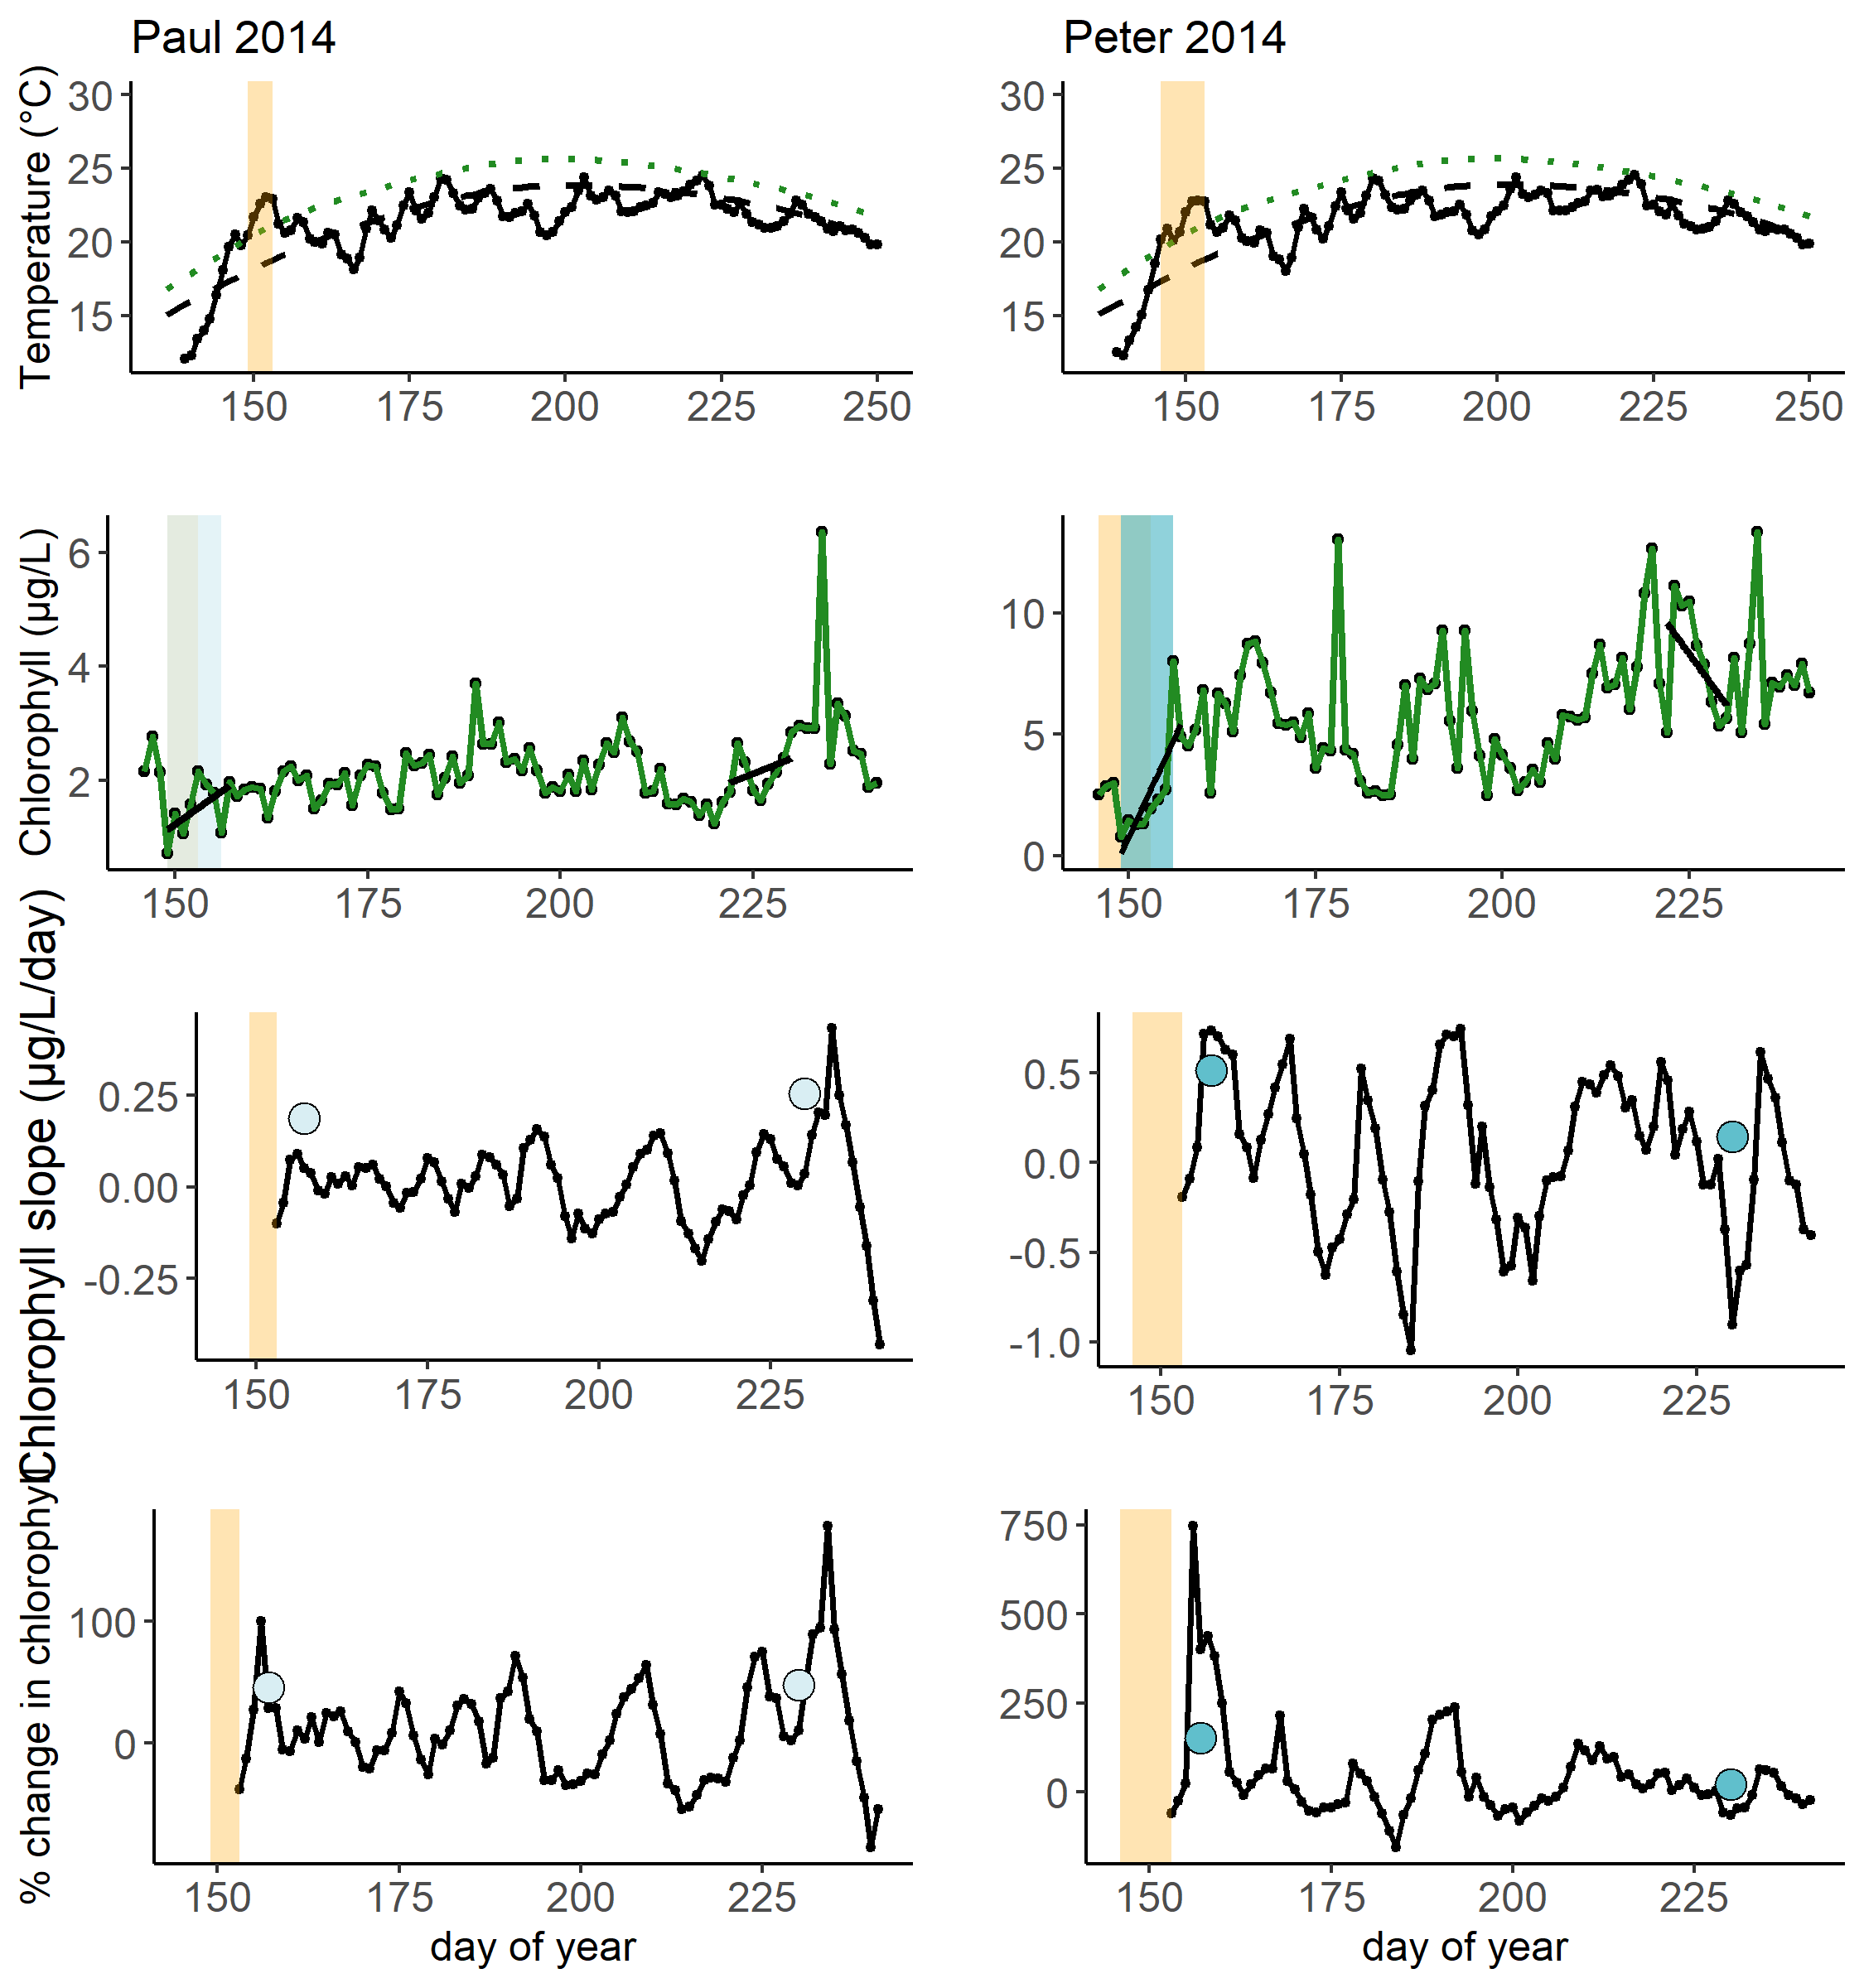 Paul 2014
Peter 2014
Temperature (°C)
30
25
20
15
150 175 200 225 250
30
25
20
15
150 175 200 225 250
Chlorophyll (µg/L)
6
4
2
150 175 200 225
10
5
0
150 175 200 225
Chlorophyll slope (µg/L/day)
0.25
0.00
-0.25
150 175 200 225
0.5
0.0
-0.5
-1.0
150 175 200 225
% change in chlorophyll
100
0
150 175 200 225
day of year
750
500
250
0
150 175 200 225
day of year